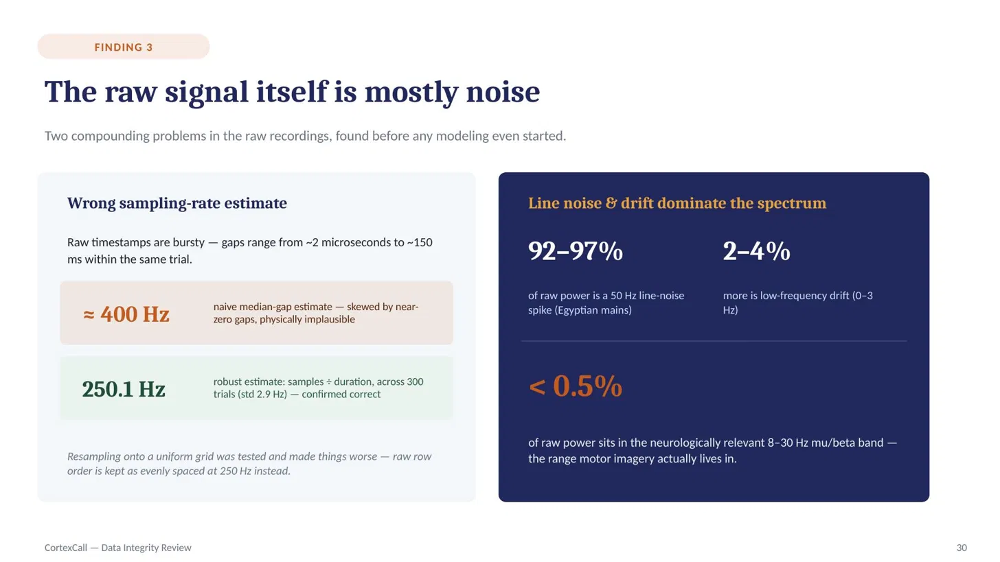 FINDING 3
The raw signal itself is mostly noise
Two compounding problems in the raw recordings, found before any modeling even started.
Wrong sampling-rate estimate
Raw timestamps are bursty — gaps range from ~2 microseconds to ~150
ms within the same trial.
≈ 400 Hz
naive median-gap estimate — skewed by near-
zero gaps, physically implausible
250.1 Hz
robust estimate: samples ÷ duration, across 300
trials (std 2.9 Hz) — confirmed correct
Resampling onto a uniform grid was tested and made things worse — raw row
order is kept as evenly spaced at 250 Hz instead.
Line noise & drift dominate the spectrum
92–97%
of raw power is a 50 Hz line-noise
spike (Egyptian mains)
2–4%
more is low-frequency drift (0–3
Hz)
< 0.5%
of raw power sits in the neurologically relevant 8–30 Hz mu/beta band —
the range motor imagery actually lives in.
CortexCall — Data Integrity Review
30